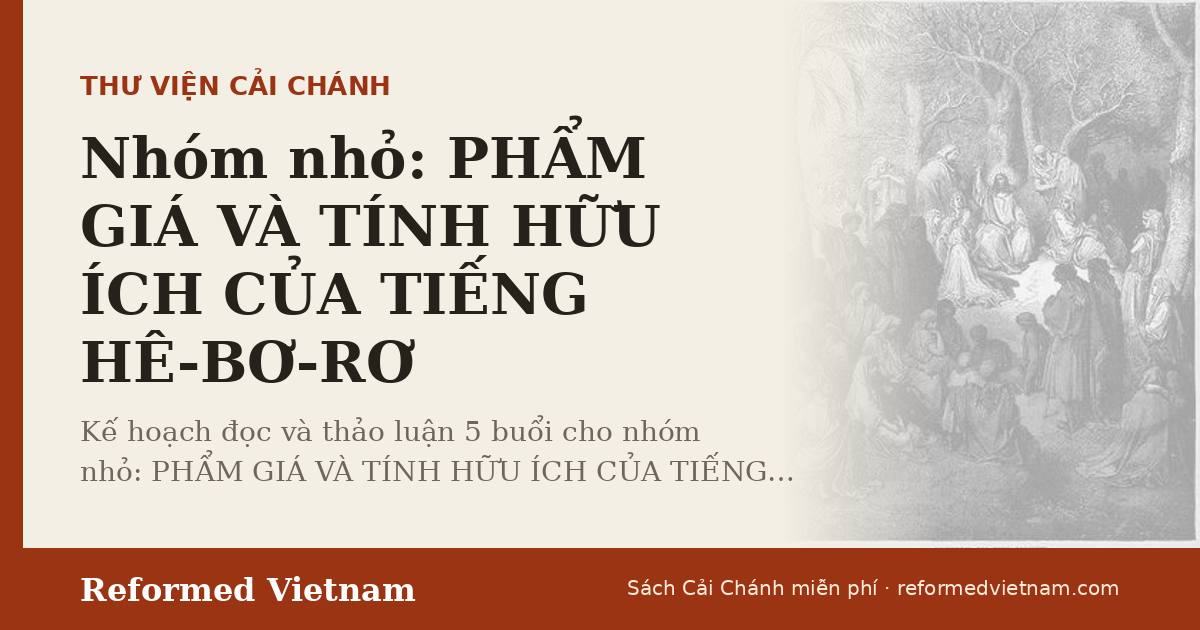 THƯ VIỆN CẢI CHÁNH
Nhóm nhỏ: PHẨM
GIÁ VÀ TÍNH HỮU
ÍCH CỦA TIẾNG
HÊ-BƠ-RƠ
Kế hoạch đọc và thảo luận 5 buổi cho nhóm
nhỏ: PHẨM GIÁ VÀ TÍNH HỮU ÍCH CỦA TIẾNG...
Reformed Vietnam
Sách Cải Chánh miễn phí · reformedvietnam.com